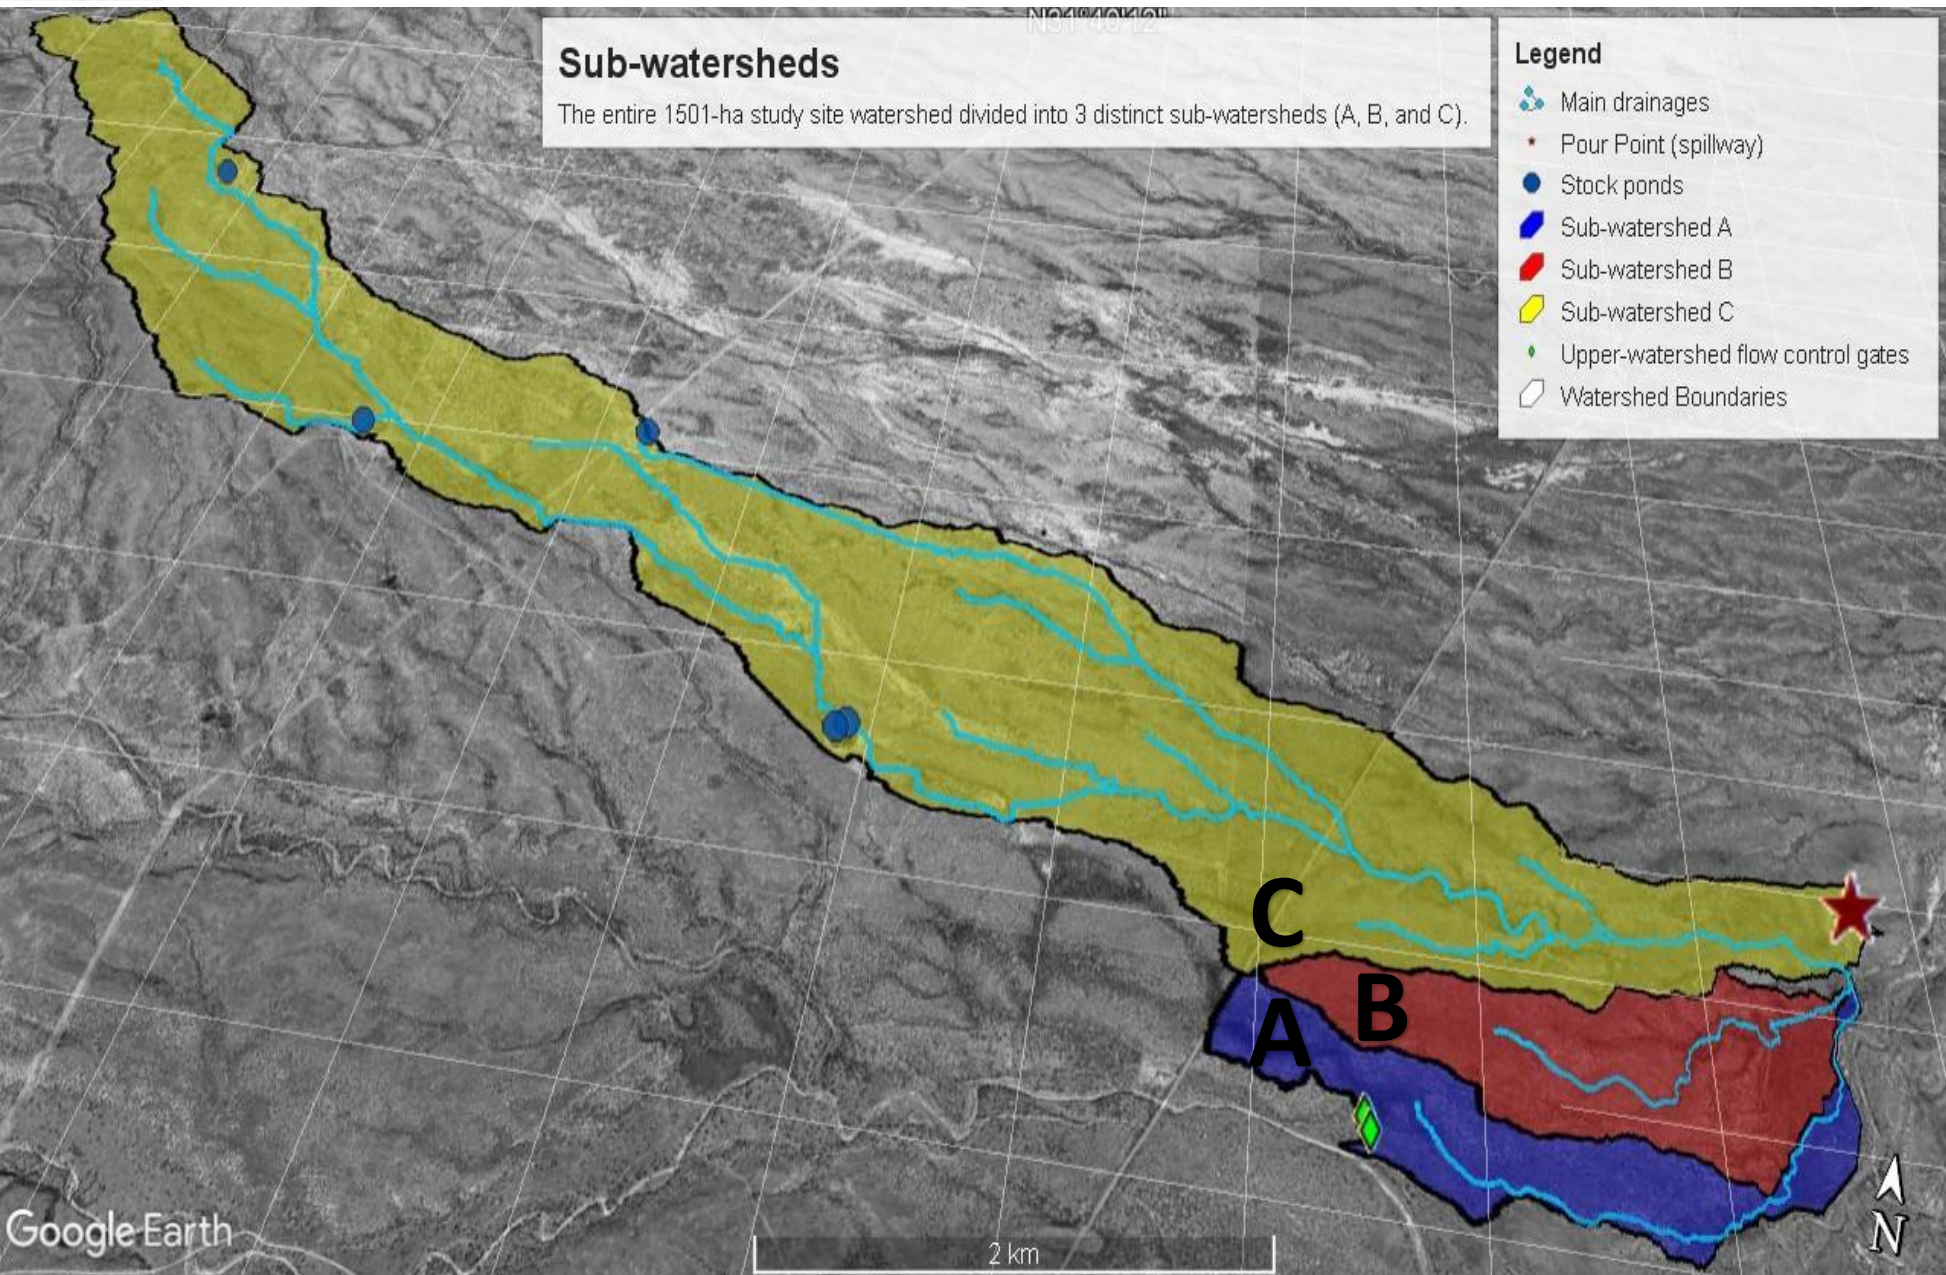 Sub-watersheds
The entire 1501-ha study site watershed divided into 3 distinct sub-watersheds (A, B, and C).
Legend
Main drainages
Pour Point (spillway)
Stock ponds
Sub-watershed A
Sub-watershed B
Sub-watershed C
Upper-watershed flow control gates
Watershed Boundaries
C
B
A
Google Earth
2 km
N